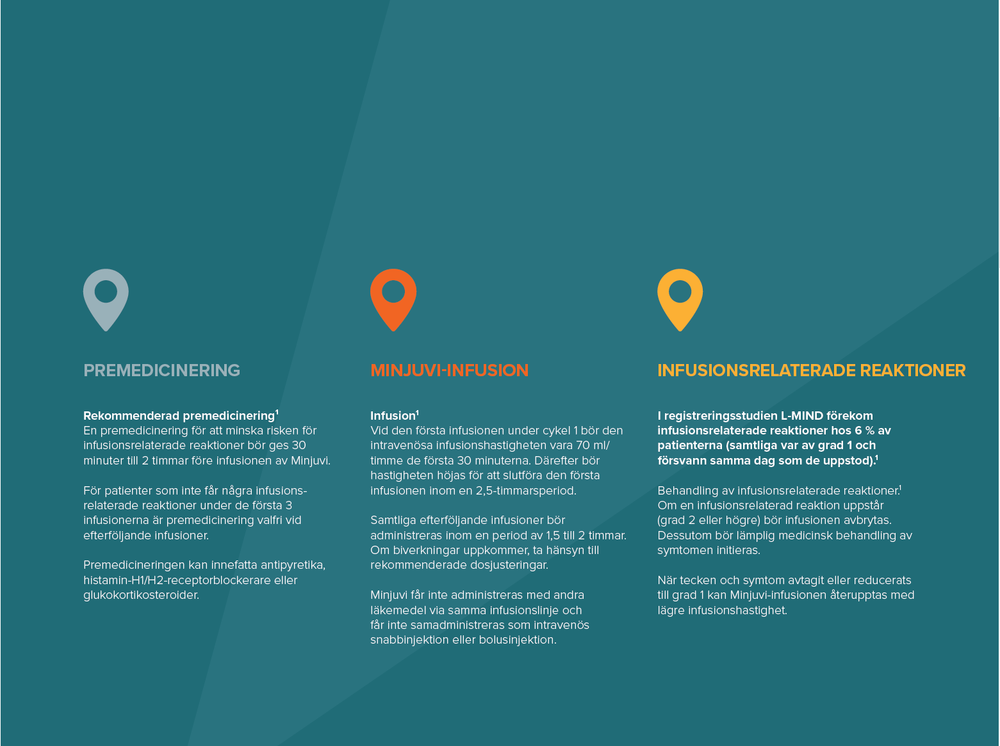 PREMEDICINERING
Rekommenderad premedicinering¹
En premedicinering för att minska risken för
infusionsrelaterade reaktioner bör ges 30
minuter till 2 timmar före infusionen av Minjuvi.
För patienter som inte får några infusions-
relaterade reaktioner under de första 3
infusionerna är premedicinering valfri vid
efterföljande infusioner.
Premedicineringen kan innefatta antipyretika,
histamin-H1/H2-receptorblockerare eller
glukokortikosteroider.
MINJUVI-INFUSION
Infusion¹
Vid den första infusionen under cykel 1 bör den
intravenösa infusionshastigheten vara 70 ml/
timme de första 30 minuterna. Därefter bör
hastigheten höjas för att slutföra den första
infusionen inom en 2,5-timmarsperiod.
Samtliga efterföljande infusioner bör
administreras inom en period av 1,5 till 2 timmar.
Om biverkningar uppkommer, ta hänsyn till
rekommenderade dosjusteringar.
Minjuvi får inte administreras med andra
läkemedel via samma infusionslinje och
får inte samadministreras som intravenös
snabbinjektion eller bolusinjektion.
INFUSIONSRELATERADE REAKTIONER
I registreringsstudien L-MIND förekom
infusionsrelaterade reaktioner hos 6 % av
patienterna (samtliga var av grad 1 och
försvann samma dag som de uppstod).¹
Behandling av infusionsrelaterade reaktioner.¹
Om en infusionsrelaterad reaktion uppstår
(grad 2 eller högre) bör infusionen avbrytas.
Dessutom bör lämplig medicinsk behandling av
symtomen initieras.
När tecken och symtom avtagit eller reducerats
till grad 1 kan Minjuvi-infusionen återupptas med
lägre infusionshastighet.